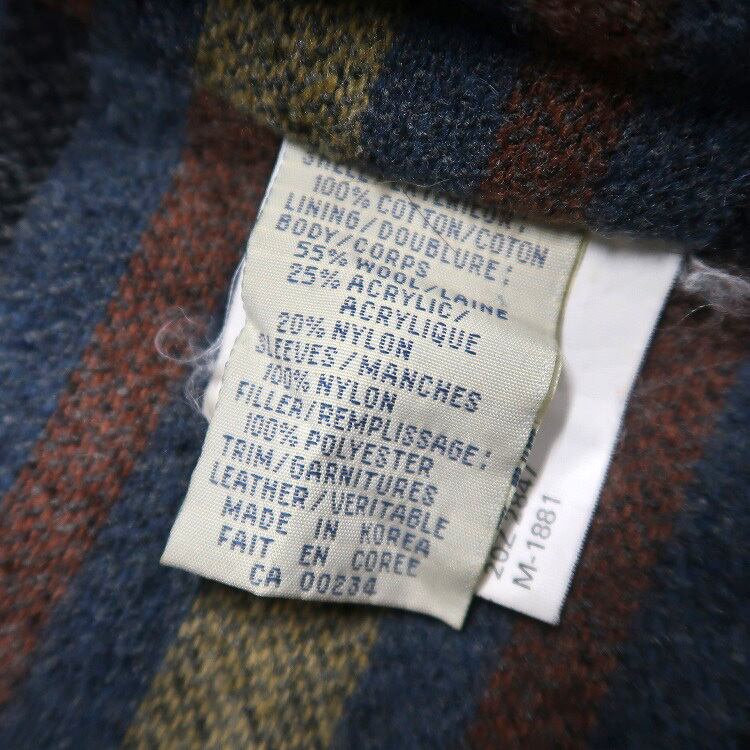 100% COTTON/COTON
LINING/DOUBLURE:
BODY/CORPS
55% WOOL/LAINE
25% ACRYLIC/
ACRYLIQUE
20% NYLON
SLEEVES/MANCHES
100% NYLON
FILLER/REMPLISSAGE:
100% POLYESTER
TRIM/GARNITURES
LEATHER/VERITABLE
MADE IN KOREA
FAIT EN COREE
CA 00234
M-1881